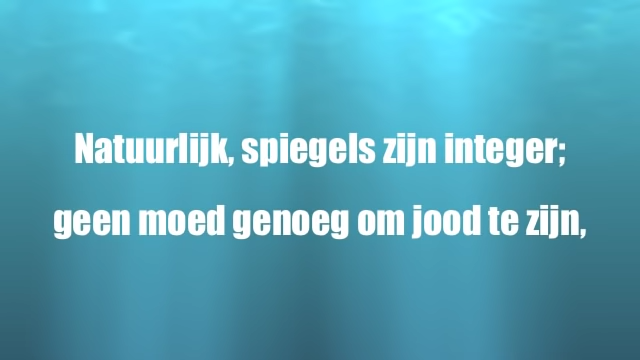 Natuurlijk, spiegels zijn integer;
geen moed genoeg om jood te zijn,